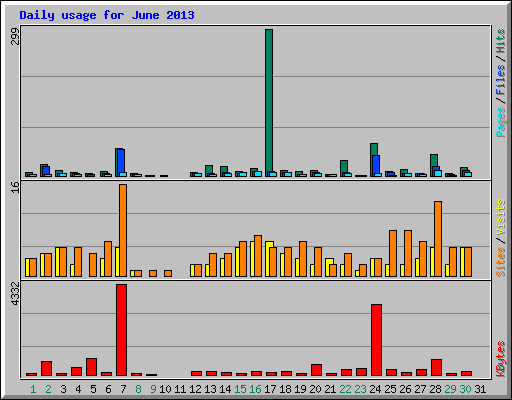 Daily usage for June 2013
299
Pages / Files / Hits
16
Sites / Visits
4332
KBytes
1 2 3 4 5 6 7 8 9 10 11 12 13 14 15 16 17 18 19 20 21 22 23 24 25 26 27 28 29 30 31